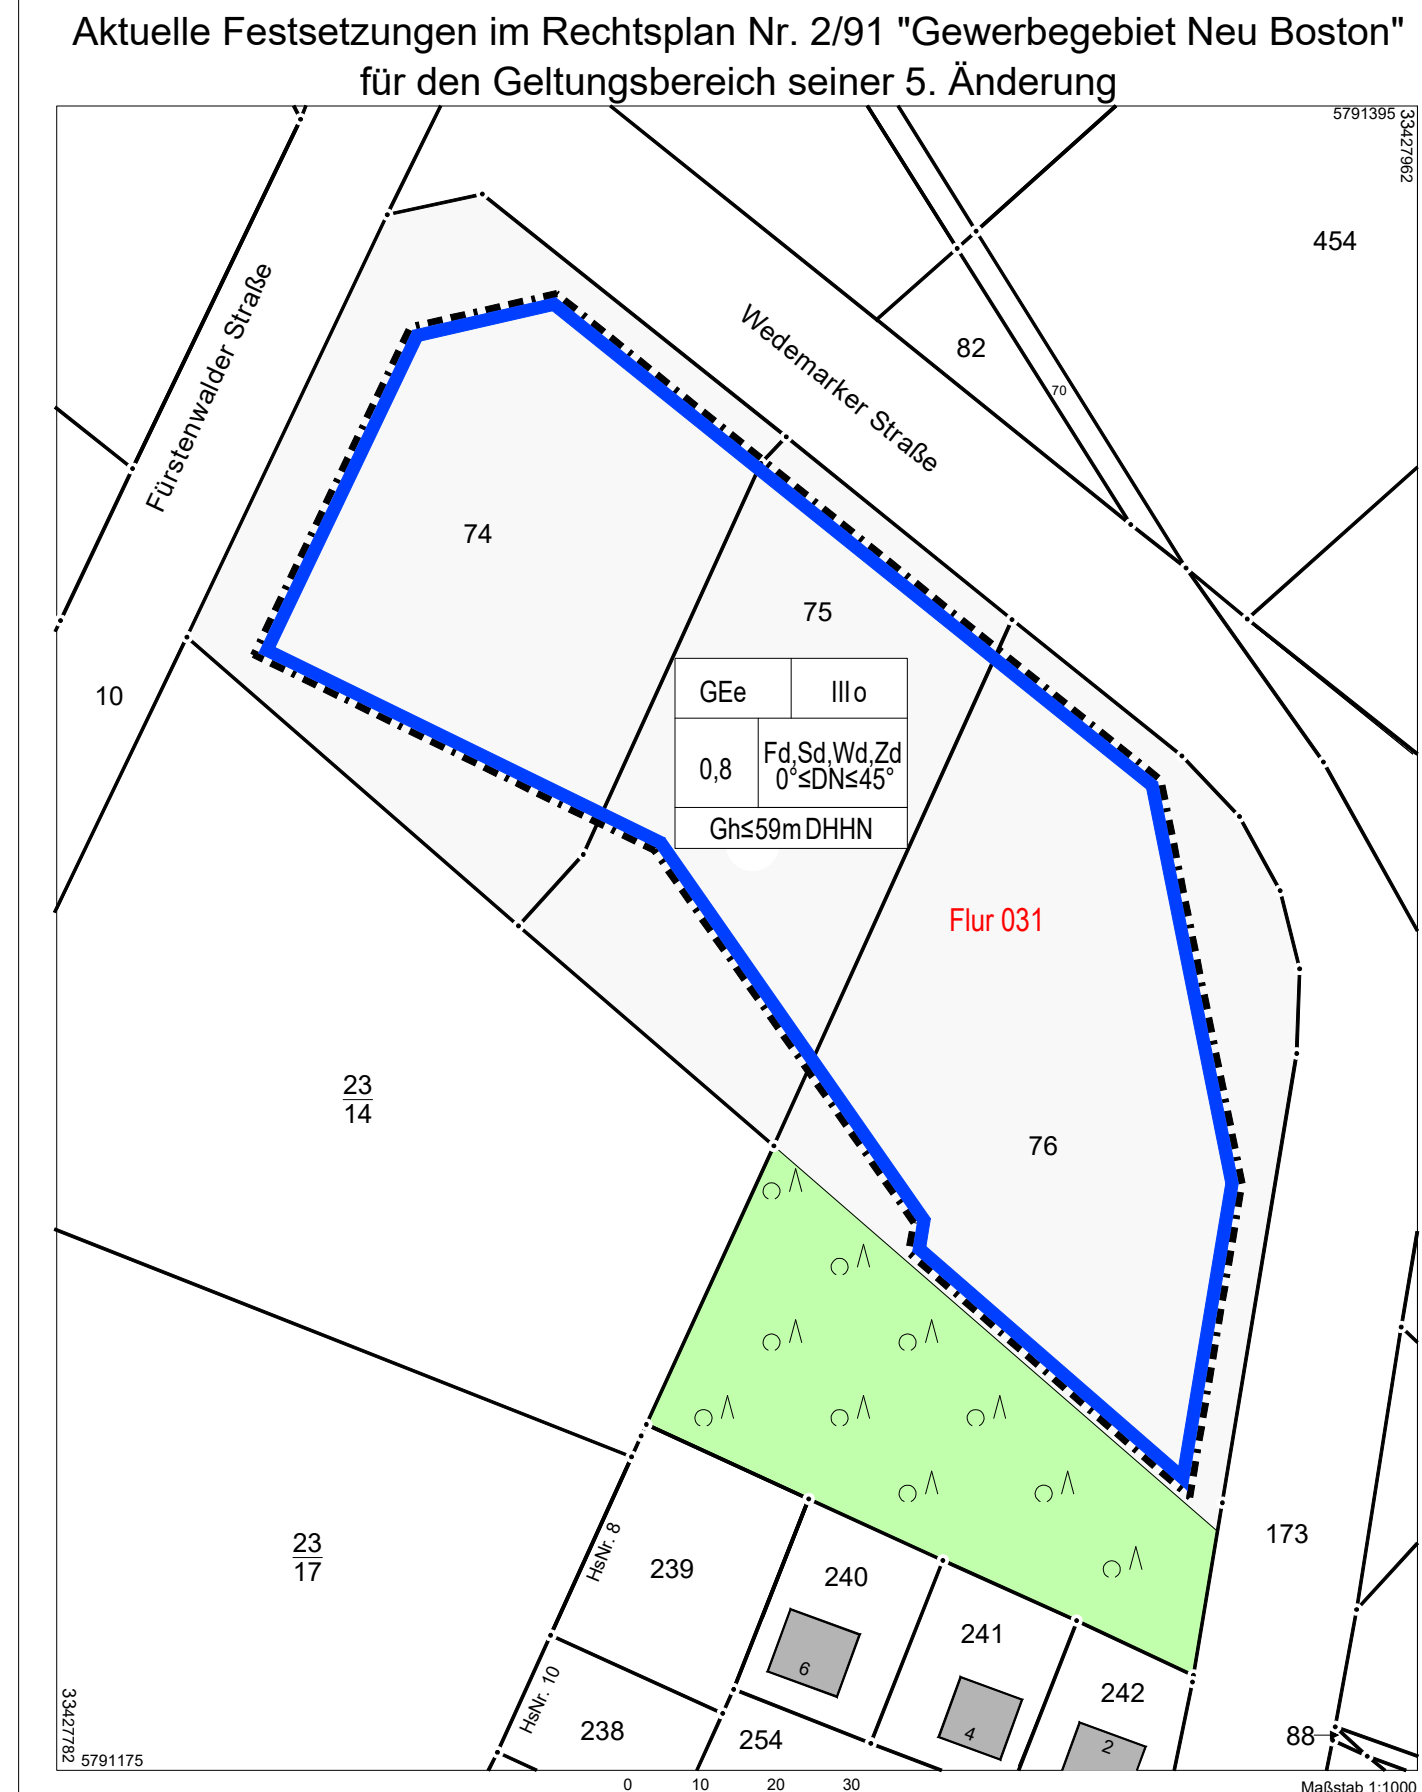 Aktuelle Festsetzungen im Rechtsplan Nr. 2/91 "Gewerbegebiet Neu Boston"
für den Geltungsbereich seiner 5. Änderung
5791395
33427962
454
Fürstenwalder Straße
Wedemarker Straße
82
70
74
75
10
GEe
III o
0,8
Fd,Sd,Wd,Zd
0°≤DN≤45°
Gh≤59m DHHN
Flur 031
23
14
76
23
17
HsNr. 8
239
240
173
6
241
HsNr. 10
238
254
4
242
2
88
33427782
5791175
0 10 20 30
Maßstab 1:1000